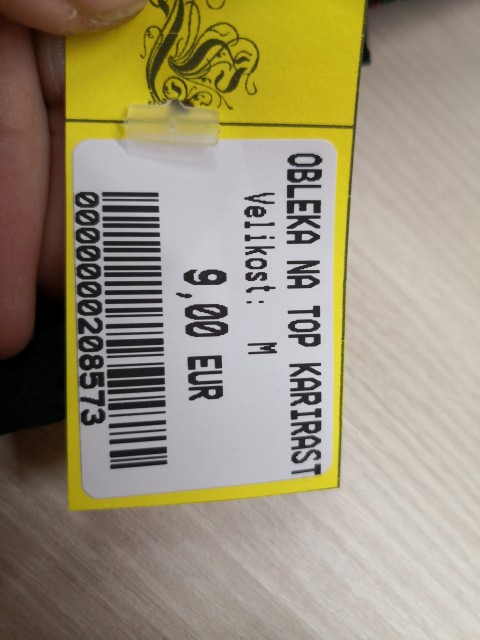 OBLEKA NA TOP KARIRAST
Velikost: M
9,00 EUR
0000000208573